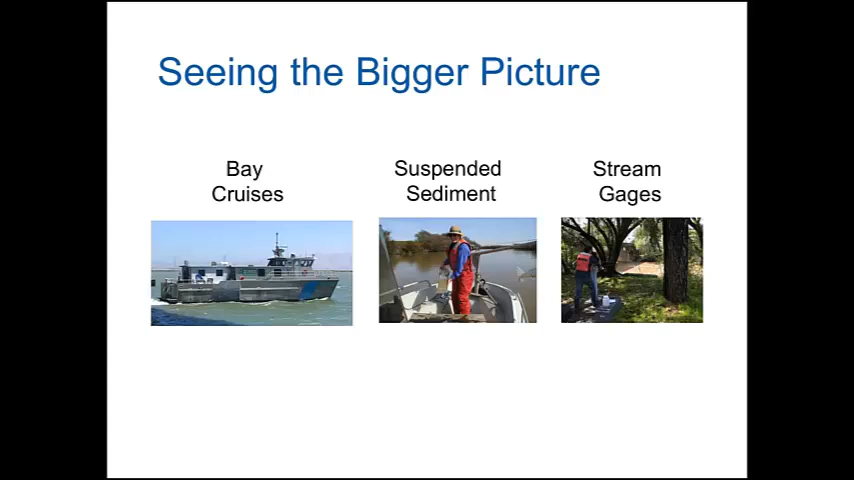 Seeing the Bigger Picture
Bay
Cruises
Suspended
Sediment
Stream
Gages